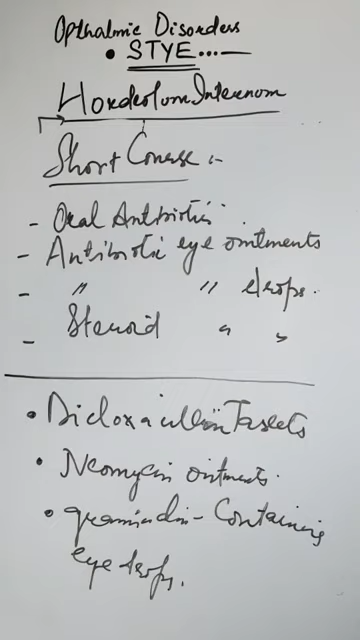 Opthalmic Disorders
• STYE...—
Hordeolum Internum
Short Course :-
- Oral Antibiotics.
- Antibiotic eye ointments
- " " drops.
- Steroid " "
• Dicloxacillin Tablets
• Neomycin ointments.
• gramicidin - Containing
eye drops.